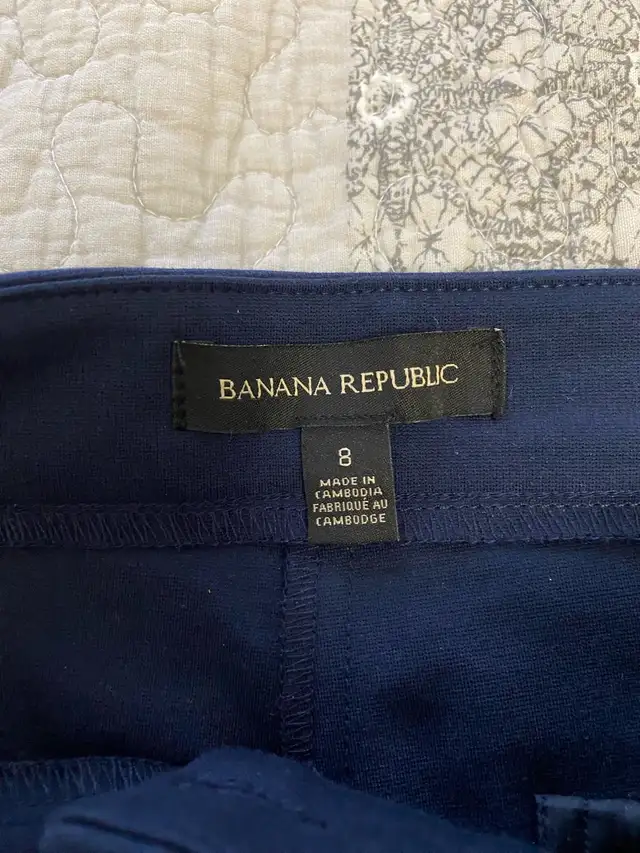 BANANA REPUBLIC
8
MADE IN
CAMBODIA
FABRIQUÉ AU
CAMBODGE